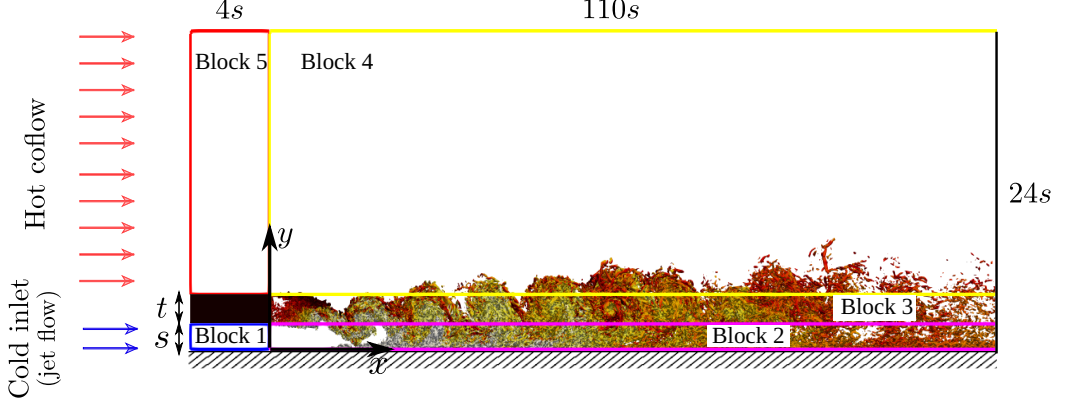 4s
110s
Block 5
Block 4
Hot coflow
24s
y
t
Block 3
s
Block 1
Block 2
x
Cold inlet
(jet flow)